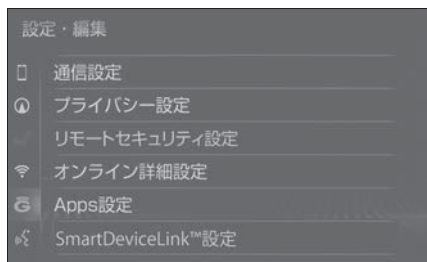 設定・編集
通信設定
プライバシー設定
リモートセキュリティ設定
オンライン詳細設定
Apps設定
SmartDeviceLink™設定